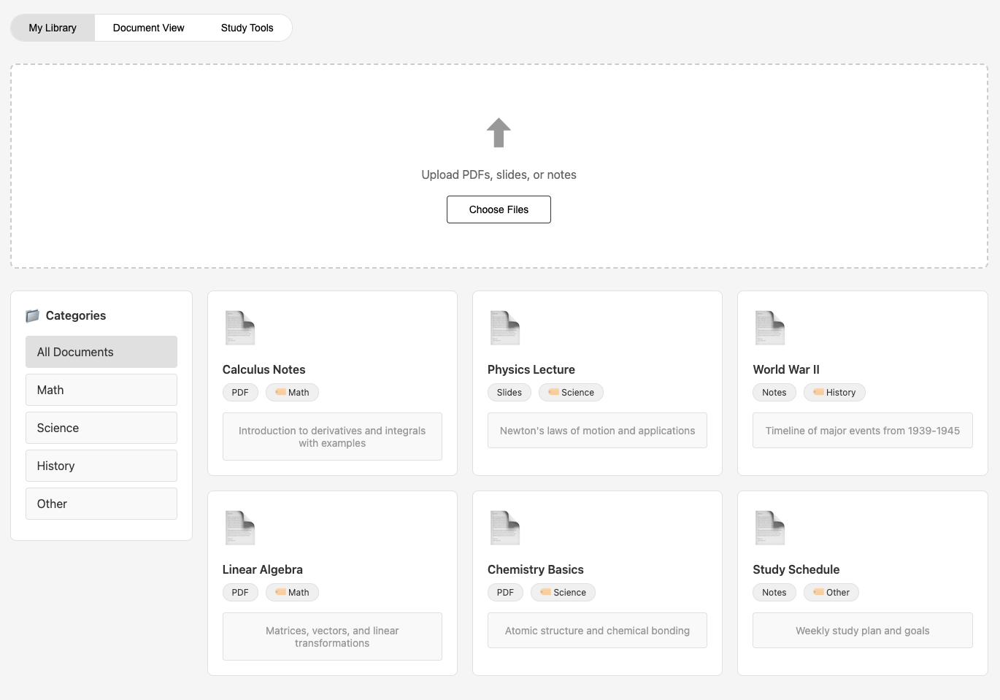 My Library
Document View
Study Tools
Upload PDFs, slides, or notes
Choose Files
Categories
All Documents
Math
Science
History
Other
Calculus Notes
PDF
Math
Introduction to derivatives and integrals
with examples
Physics Lecture
Slides
Science
Newton's laws of motion and applications
World War II
Notes
History
Timeline of major events from 1939-1945
Linear Algebra
PDF
Math
Matrices, vectors, and linear
transformations
Chemistry Basics
PDF
Science
Atomic structure and chemical bonding
Study Schedule
Notes
Other
Weekly study plan and goals